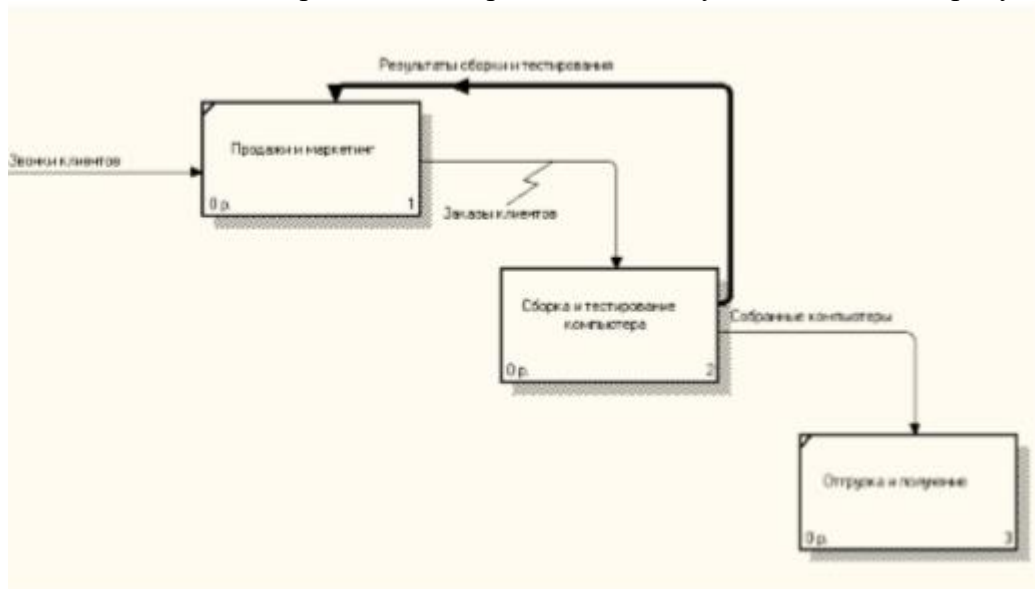 Результаты сборки и тестирования
Продажи и маркетинг
Звонки клиентов
0 р.
1
Заказы клиентов
Сборка и тестирование
компьютера
0 р.
2
Собранные компьютеры
Отгрузка и получение
0 р.
3